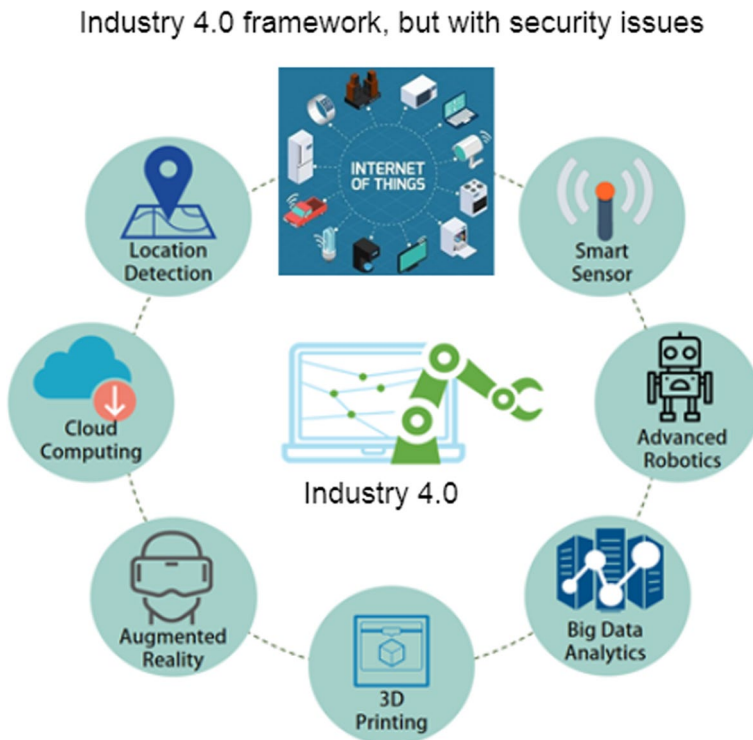 Industry 4.0 framework, but with security issues
INTERNET
OF THINGS
Location
Detection
Smart
Sensor
Cloud
Computing
Advanced
Robotics
Industry 4.0
Augmented
Reality
Big Data
Analytics
3D
Printing